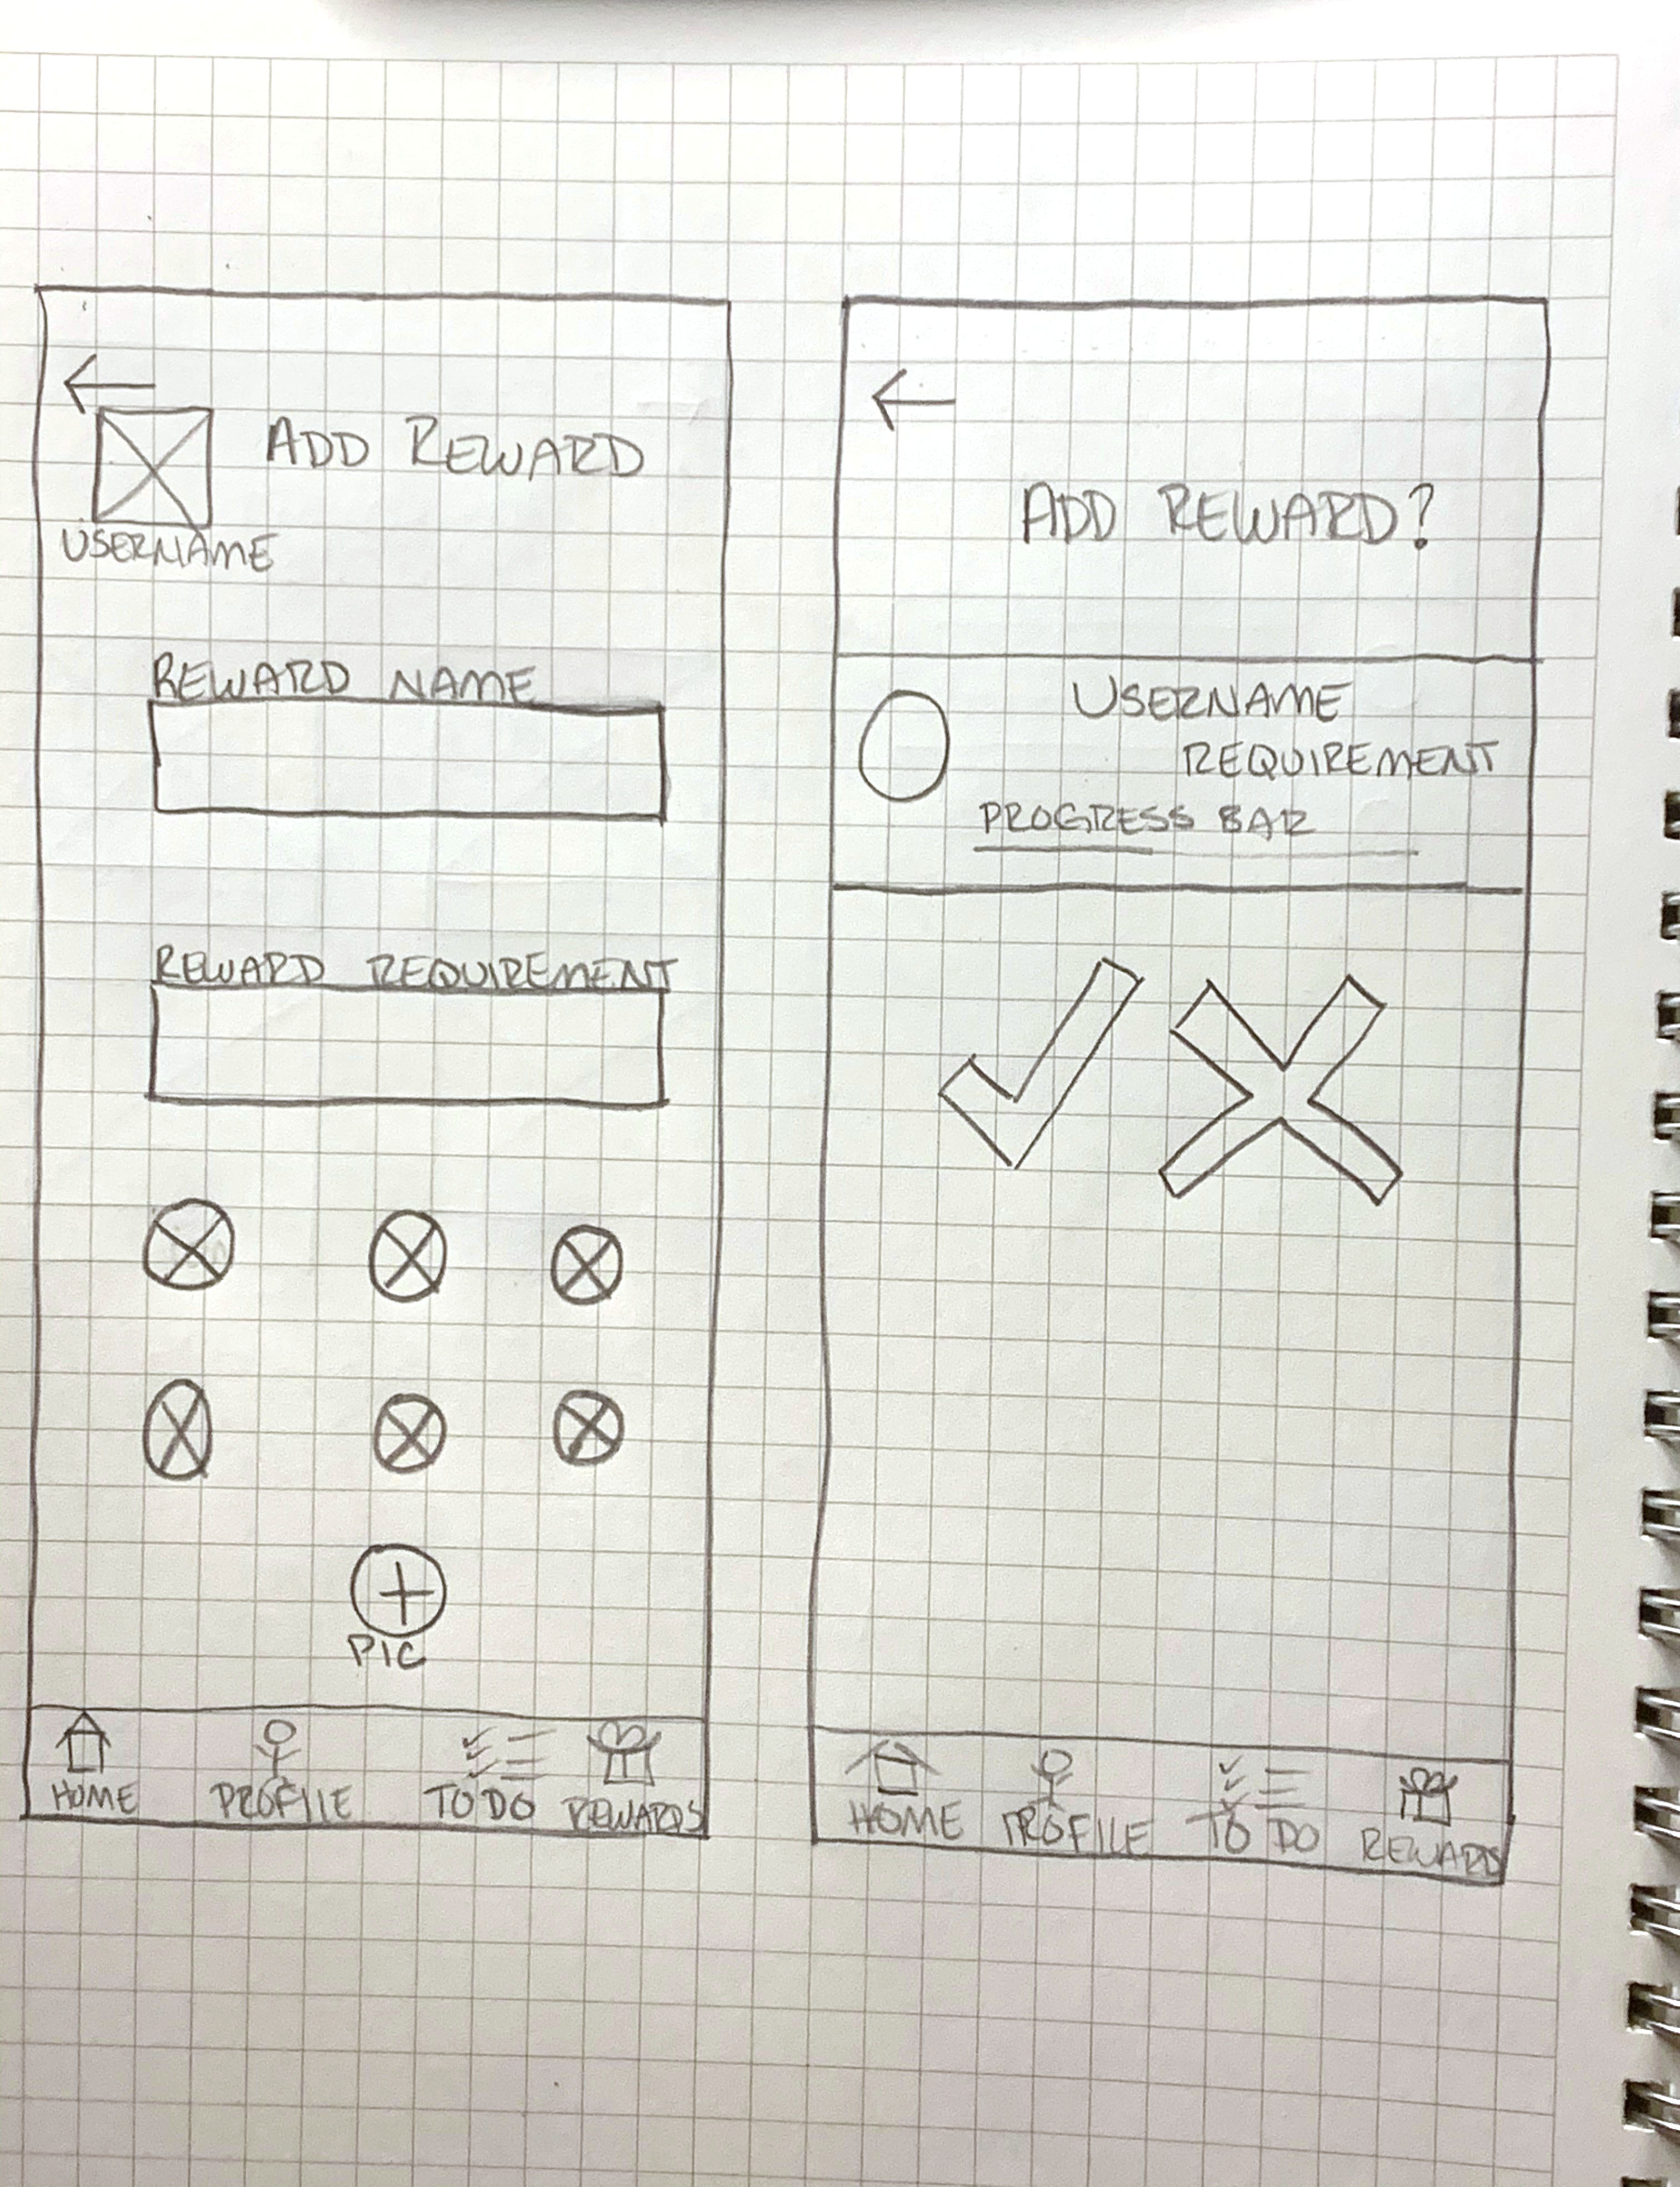 ADD REWARD
USERNAME
REWARD NAME
REWARD REQUIREMENT
PIC
HOME PROFILE TO DO REWARDS
ADD REWARD?
USERNAME
REQUIREMENT
PROGRESS BAR
HOME PROFILE TO DO REWARDS